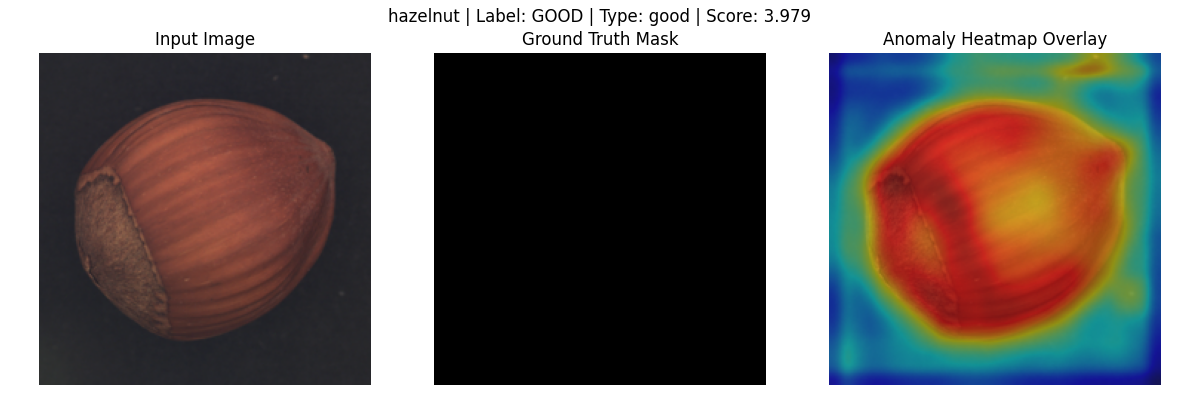 hazelnut | Label: GOOD | Type: good | Score: 3.979
Input Image
Ground Truth Mask
Anomaly Heatmap Overlay